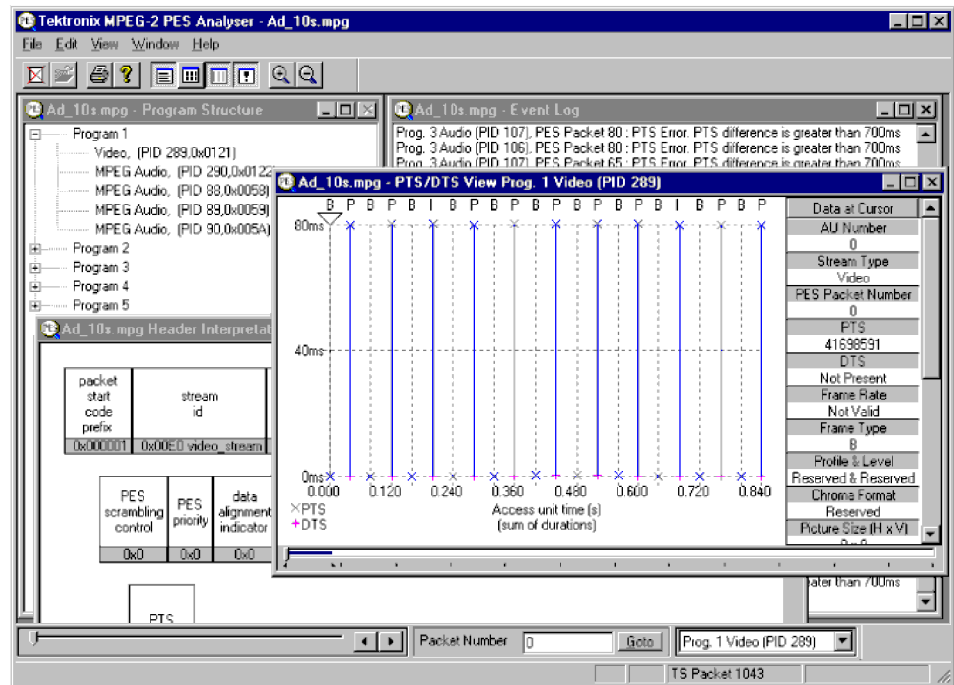 Tektronix MPEG-2 PES Analyser - Ad_10s.mpg
File Edit View Window Help
Ad_10s.mpg - Program Structure
Program 1
Video, (PID 289,0x0121)
MPEG Audio, (PID 290,0x0122
MPEG Audio, (PID 88,0x0058)
MPEG Audio, (PID 89,0x0059)
MPEG Audio, (PID 90,0x005A)
Program 2
Program 3
Program 4
Program 5
Ad_10s.mpg - Event Log
Prog. 3 Audio (PID 107), PES Packet 80 : PTS Error. PTS difference is greater than 700ms
Prog. 3 Audio (PID 106), PES Packet 80 : PTS Error. PTS difference is greater than 700ms
Prog. 3 Audio (PID 107), PES Packet 65 : PTS Error. PTS difference is greater than 700ms
Ad_10s.mpg - PTS/DTS View Prog. 1 Video (PID 289)
B P B P B I B P B P B P B P B P B I B P B P
80ms
40ms
0ms
0.000 0.120 0.240 0.360 0.480 0.600 0.720 0.840
×PTS
+DTS
Access unit time (s)
(sum of durations)
Data at Cursor
AU Number
0
Stream Type
Video
PES Packet Number
0
PTS
41698591
DTS
Not Present
Frame Rate
Not Valid
Frame Type
B
Profile & Level
Reserved & Reserved
Chroma Format
Reserved
Picture Size (H x V)
ater than 700ms
Ad_10s.mpg Header Interpretat
packet
start
code
prefix
0x000001
stream
id
0x00E0 video_stream
PES
scrambling
control
0x0
PES
priority
0x0
data
alignment
indicator
0x0
PTS
Packet Number
0
Goto
Prog. 1 Video (PID 289)
TS Packet 1043